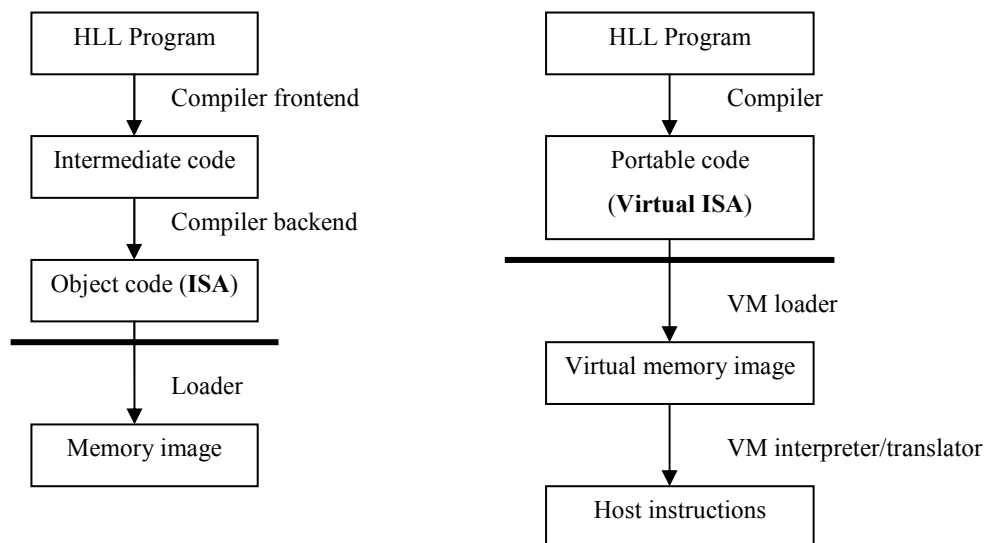 HLL Program
Compiler frontend
Intermediate code
Compiler backend
Object code (ISA)
Loader
Memory image
HLL Program
Compiler
Portable code
(Virtual ISA)
VM loader
Virtual memory image
VM interpreter/translator
Host instructions